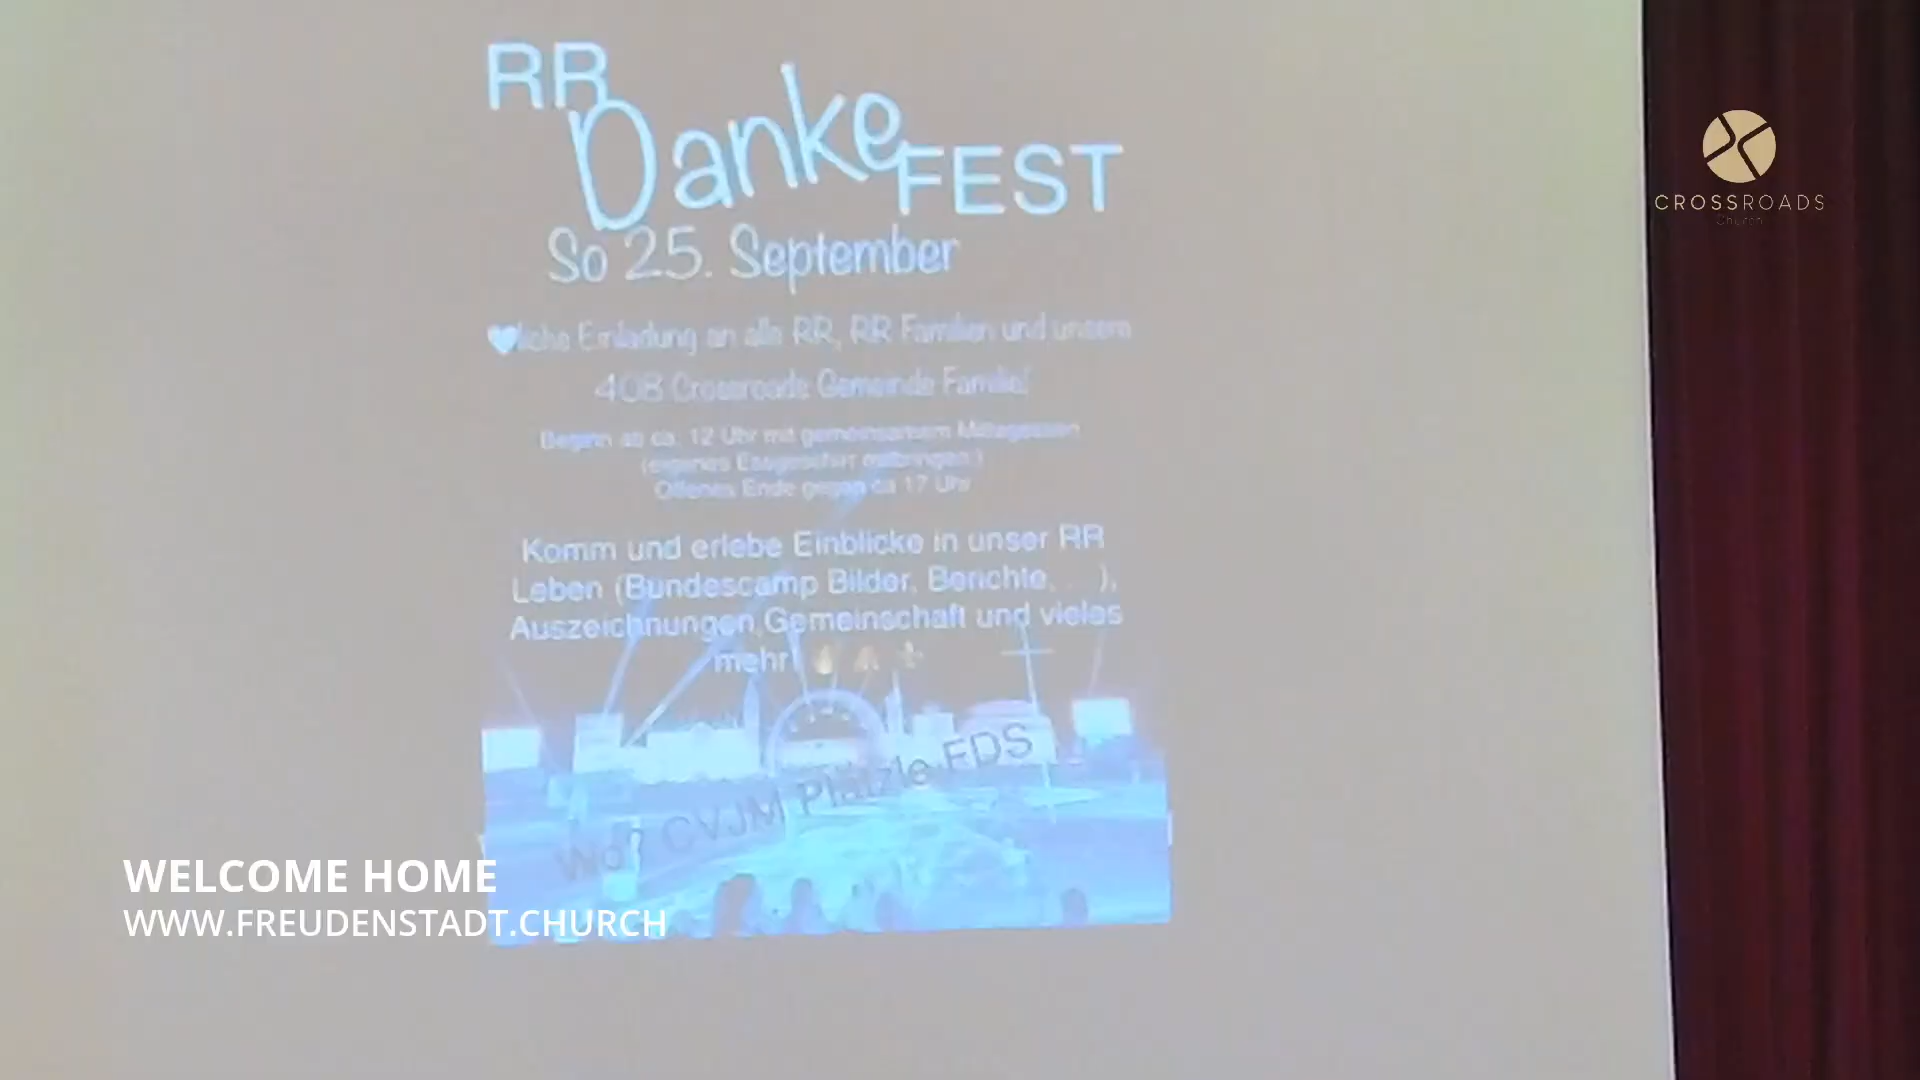 RR
Danke
FEST
So 25. September
liche Einladung an alle RR, RR Familien und unsere
408 Crossroads Gemeinde Familie!
Beginn ab ca. 12 Uhr mit gemeinsamem Mittagessen
(eigenes Essgeschirr mitbringen)
Offenes Ende gegen ca 17 Uhr
Komm und erlebe Einblicke in unser RR
Leben (Bundescamp Bilder, Berichte, ...),
Auszeichnungen,Gemeinschaft und vieles
mehr!
Wo? CVJM Plätzle FDS
WELCOME HOME
WWW.FREUDENSTADT.CHURCH
CROSSROADS
Church